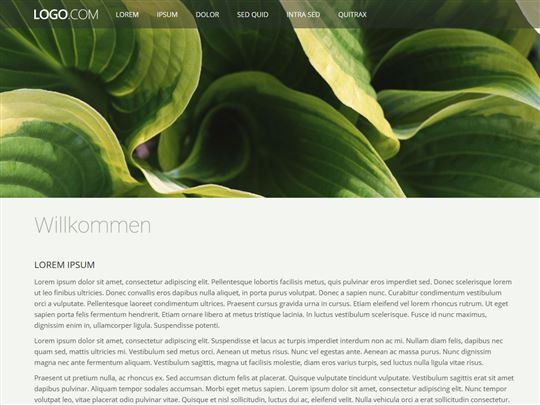 LOGO.COM LOREM IPSUM DOLOR SED QUID INTRA SED QUITRAX
Willkommen
LOREM IPSUM
Lorem ipsum dolor sit amet, consectetur adipiscing elit. Pellentesque lobortis facilisis metus, quis pulvinar eros imperdiet sed. Donec scelerisque lorem
ut leo finibus ultricies. Donec convallis eros dapibus nulla aliquet, in porta purus porttitor. Donec a sapien nunc. Curabitur condimentum vestibulum
orci a vulputate. Pellentesque laoreet condimentum ultrices. Praesent cursus gravida urna in cursus. Etiam eleifend vel lorem rhoncus rutrum. Ut eget
sapien porta felis fermentum hendrerit. Etiam ornare libero at tempus tristique lacinia. Vestibulum consectetur scelerisque. Fusce id nunc maximus,
dignissim enim in, ullamcorper urna. Suspendisse potenti.
Lorem ipsum dolor sit amet, consectetur adipiscing elit. Suspendisse et lacus ac turpis imperdiet interdum non ac mi. Nullam diam felis, dapibus nec
quam sed, mattis ultricies mi. Vestibulum sed metus orci. Aenean ut metus risus. Nunc vel egestas ante. Aenean ac massa purus. Nunc dignissim
magna nec ante fermentum aliquam. Vestibulum sagittis, magna ut facilisis molestie, diam eros varius turpis, sed luctus nulla ligula nec mauris.
Praesent ut pretium nulla, ac rhoncus ex. Sed accumsan dictum felis at placerat. Quisque vulputate tincidunt vulputate. Vestibulum sagittis erat sit amet
dapibus pulvinar. Aliquam tempor sodales accumsan. Morbi eget metus sapien. Lorem ipsum dolor sit amet, consectetur adipiscing elit. Nunc tempor
volutpat leo, vitae lacinia diam pulvinar vitae. Quisque et nisl sollicitudin, luctus dui ac, eleifend velit. Nulla vehicula orci a erat sollicitudin consectetur.